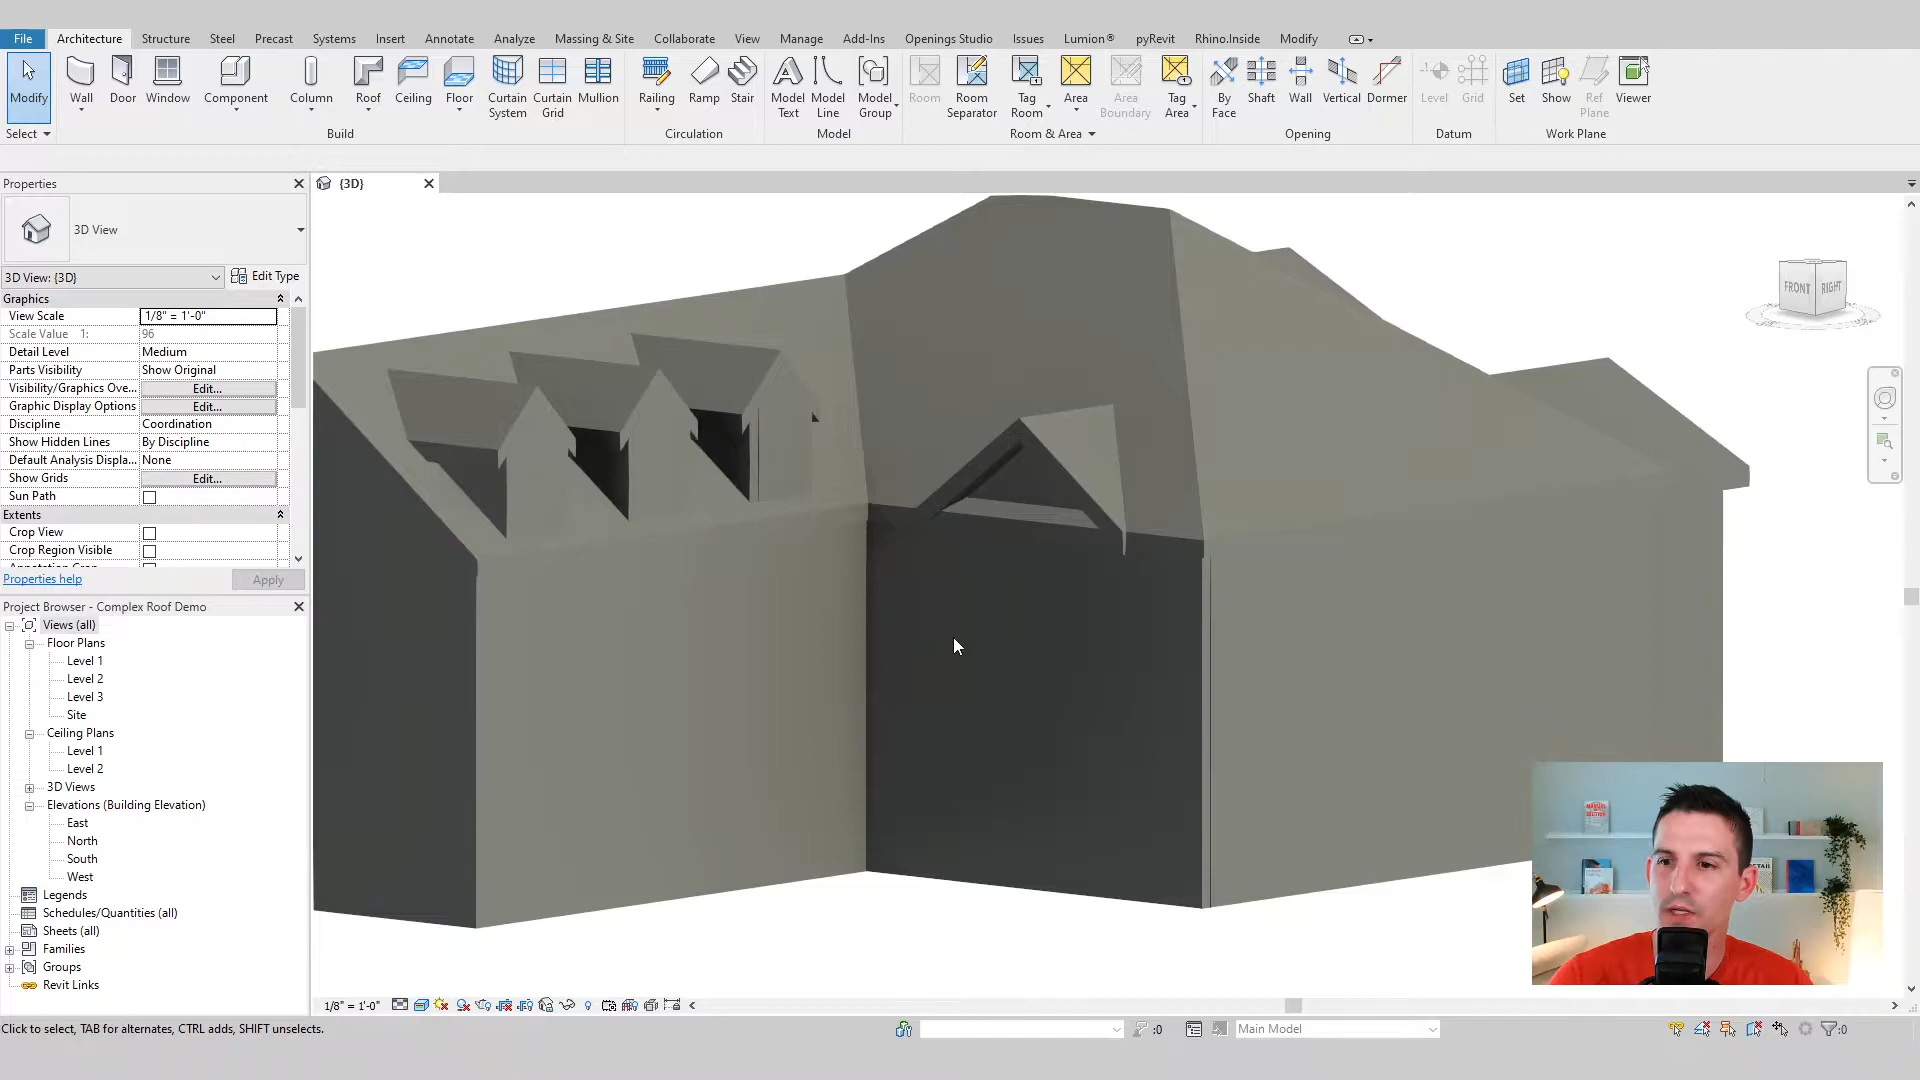 File Architecture Structure Steel Precast Systems Insert Annotate Analyze Massing & Site Collaborate View Manage Add-Ins Openings Studio Issues Lumion® pyRevit Rhino.Inside Modify
Modify Wall Door Window Component Column Roof Ceiling Floor Curtain System Curtain Grid Mullion Railing Ramp Stair Model Text Model Line Model Group Room Room Separator Tag Room Area Area Boundary Tag Area By Face Shaft Wall Vertical Dormer Level Grid Set Show Ref Plane Viewer
Select Build Circulation Model Room & Area Opening Datum Work Plane
Properties
{3D}
3D View
3D View: {3D} Edit Type
Graphics
View Scale 1/8" = 1'-0"
Scale Value 1: 96
Detail Level Medium
Parts Visibility Show Original
Visibility/Graphics Ove... Edit...
Graphic Display Options Edit...
Discipline Coordination
Show Hidden Lines By Discipline
Default Analysis Displa... None
Show Grids Edit...
Sun Path
Extents
Crop View
Crop Region Visible
Properties help Apply
Project Browser - Complex Roof Demo
Views (all)
Floor Plans
Level 1
Level 2
Level 3
Site
Ceiling Plans
Level 1
Level 2
3D Views
Elevations (Building Elevation)
East
North
South
West
Legends
Schedules/Quantities (all)
Sheets (all)
Families
Groups
Revit Links
FRONT RIGHT
1/8" = 1'-0"
Click to select, TAB for alternates, CTRL adds, SHIFT unselects.
:0
Main Model
:0